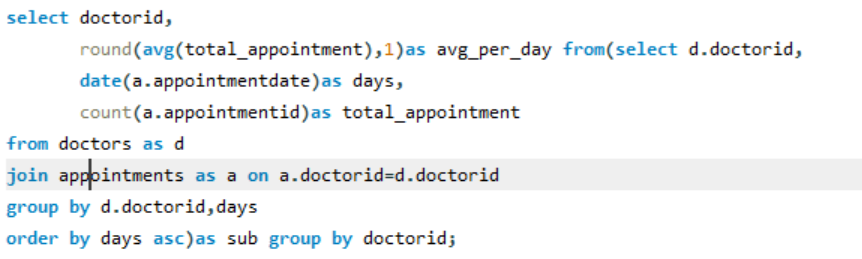 select doctorid,
round(avg(total_appointment),1)as avg_per_day from(select d.doctorid,
date(a.appointmentdate)as days,
count(a.appointmentid)as total_appointment
from doctors as d
join appointments as a on a.doctorid=d.doctorid
group by d.doctorid,days
order by days asc)as sub group by doctorid;